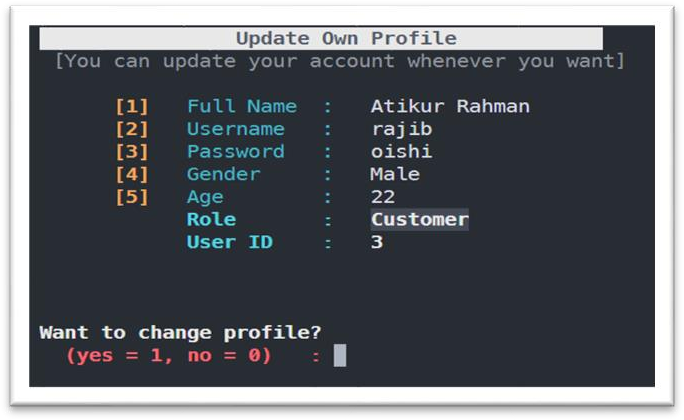 Update Own Profile
[You can update your account whenever you want]
[1] Full Name : Atikur Rahman
[2] Username : rajib
[3] Password : oishi
[4] Gender : Male
[5] Age : 22
Role : Customer
User ID : 3
Want to change profile?
(yes = 1, no = 0) :